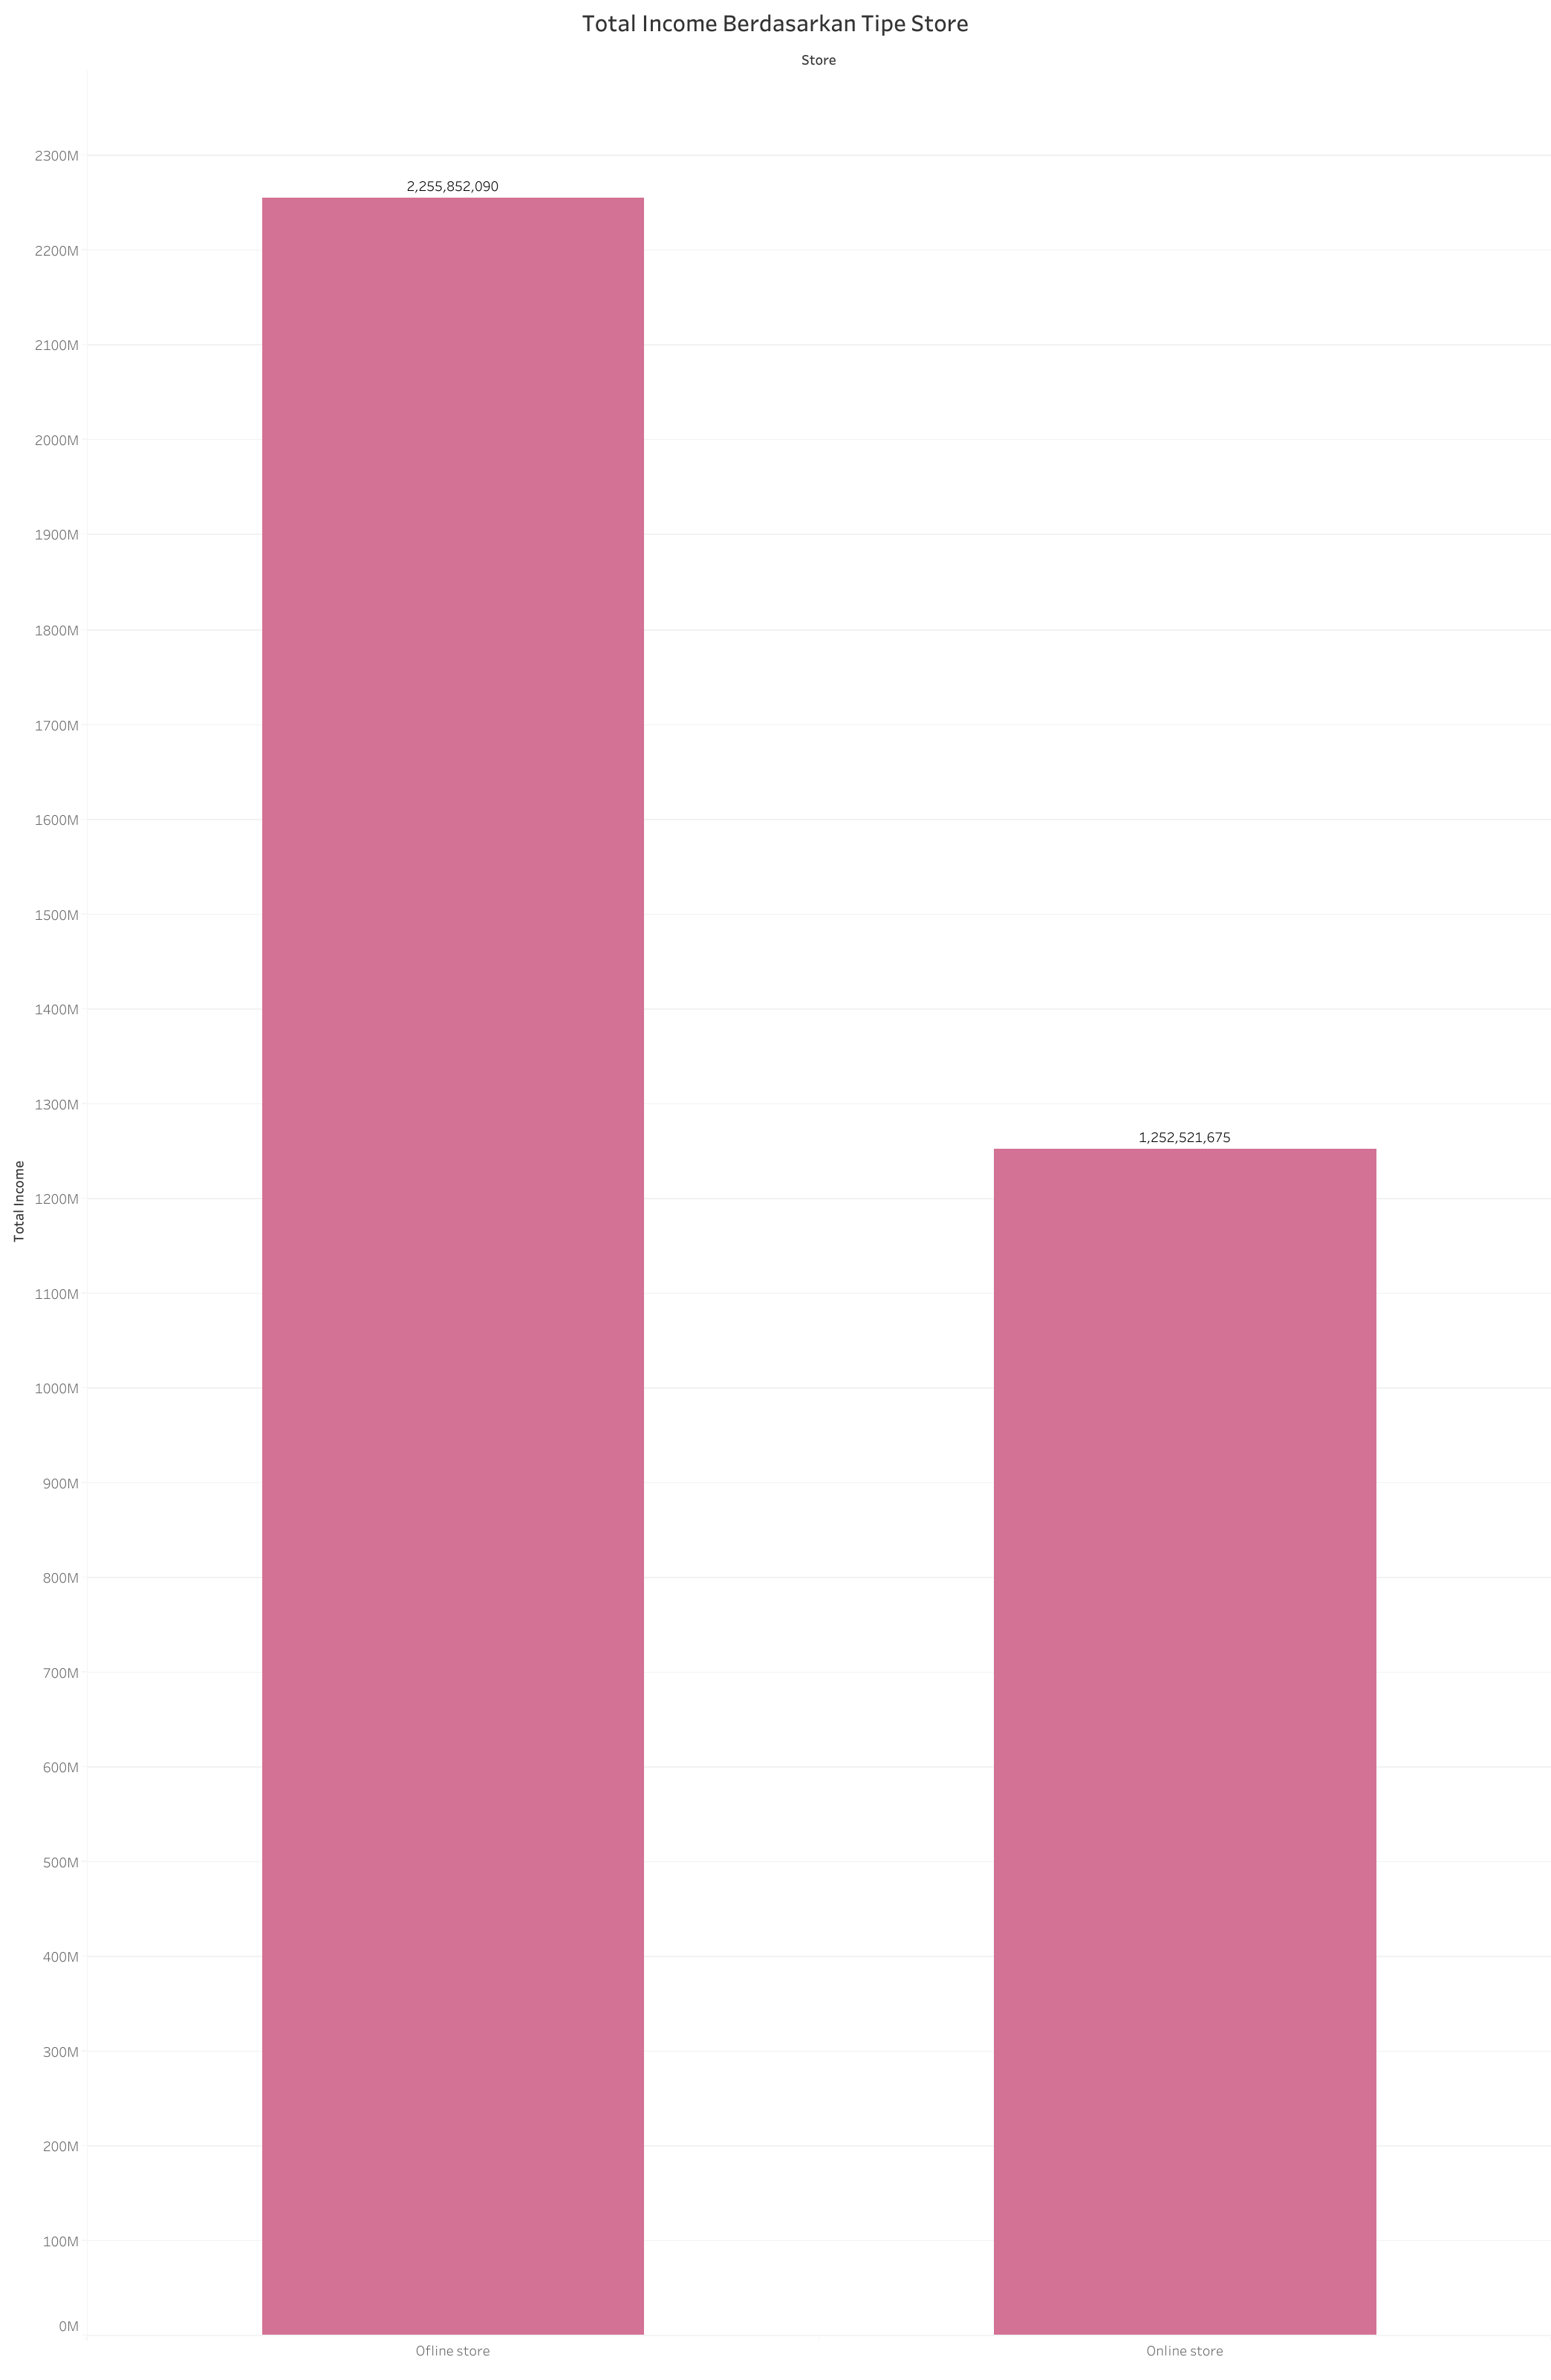 Total Income Berdasarkan Tipe Store
Store
2300M
2,255,852,090
2200M
2100M
2000M
1900M
1800M
1700M
1600M
1500M
1400M
1300M
1,252,521,675
Total Income
1200M
1100M
1000M
900M
800M
700M
600M
500M
400M
300M
200M
100M
0M
Ofline store
Online store